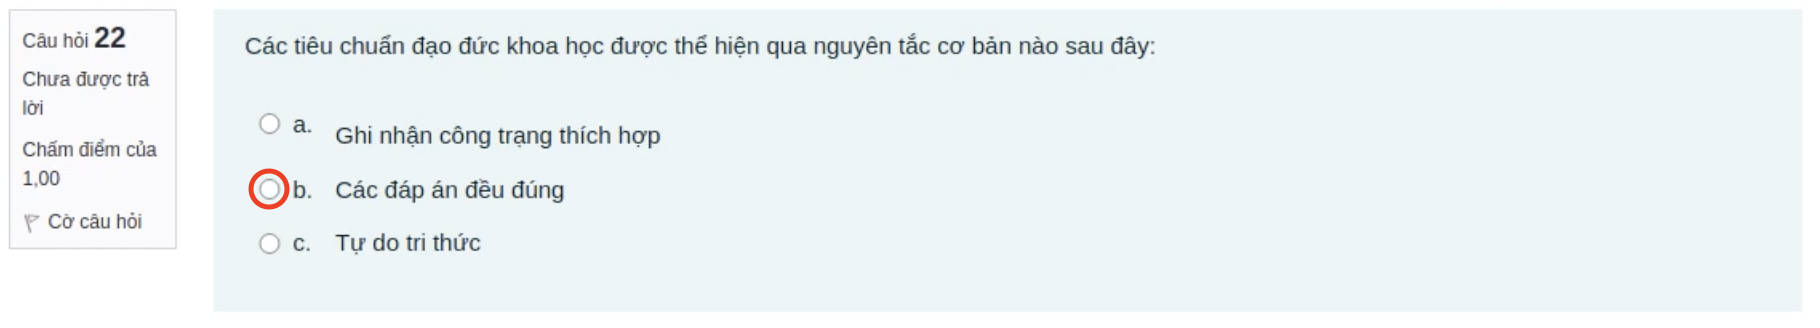 Câu hỏi 22
Chưa được trả
lời
Chấm điểm của
1,00
Cờ câu hỏi
Các tiêu chuẩn đạo đức khoa học được thể hiện qua nguyên tắc cơ bản nào sau đây:
a. Ghi nhận công trạng thích hợp
b. Các đáp án đều đúng
c. Tự do tri thức